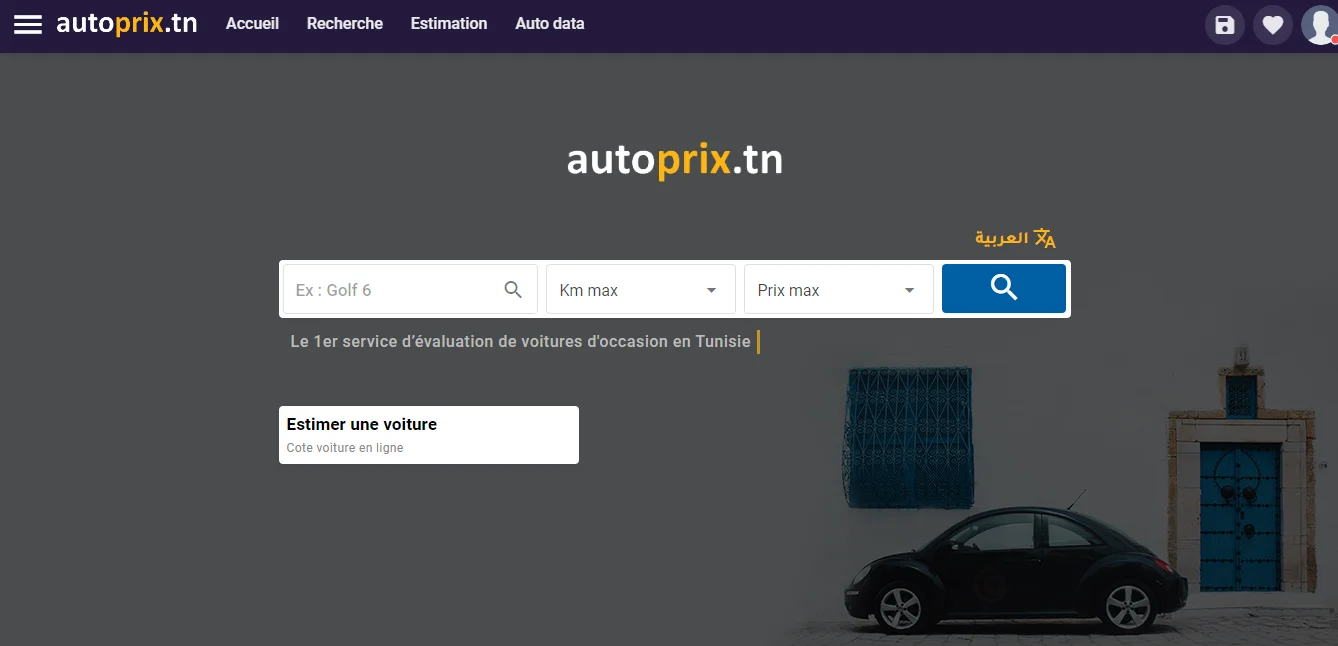 autoprix.tn Accueil Recherche Estimation Auto data
autoprix.tn
العربية
Ex : Golf 6 Km max Prix max
Le 1er service d’évaluation de voitures d'occasion en Tunisie
Estimer une voiture
Cote voiture en ligne